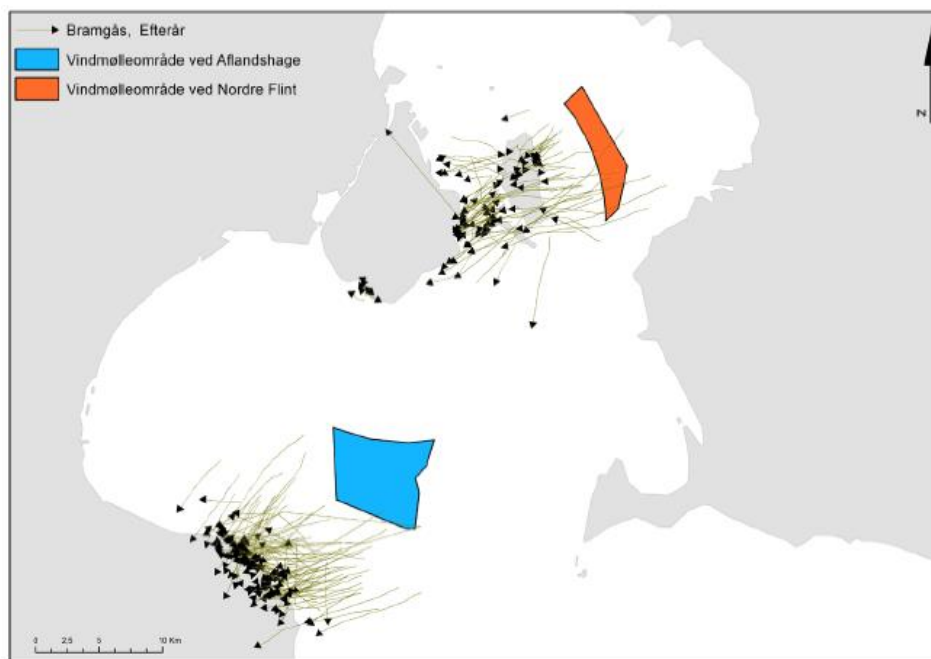 Bramgås, Efterår
Vindmølleområde ved Aflandshage
Vindmølleområde ved Nordre Flint
N
0 2.5 5 10 Km